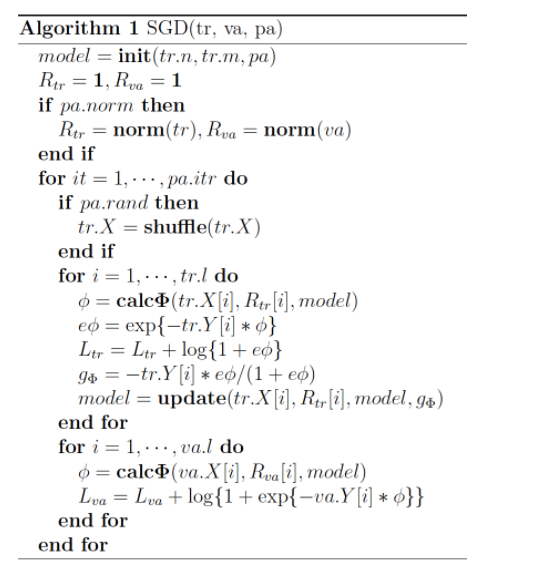 Algorithm 1 SGD(tr, va, pa)
model = init(tr.n, tr.m, pa)
R_tr = 1, R_va = 1
if pa.norm then
R_tr = norm(tr), R_va = norm(va)
end if
for it = 1, ⋯, pa.itr do
if pa.rand then
tr.X = shuffle(tr.X)
end if
for i = 1, ⋯, tr.l do
ϕ = calcΦ(tr.X[i], R_tr[i], model)
eϕ = exp{−tr.Y[i] ∗ ϕ}
L_tr = L_tr + log{1 + eϕ}
g_Φ = −tr.Y[i] ∗ eϕ/(1 + eϕ)
model = update(tr.X[i], R_tr[i], model, g_Φ)
end for
for i = 1, ⋯, va.l do
ϕ = calcΦ(va.X[i], R_va[i], model)
L_va = L_va + log{1 + exp{−va.Y[i] ∗ ϕ}}
end for
end for